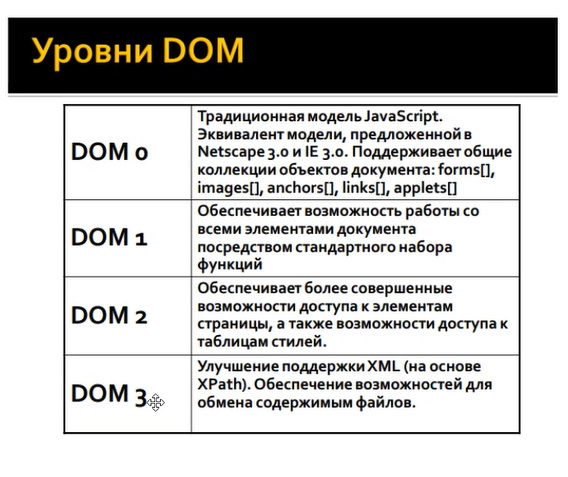 Уровни DOM
DOM 0
Традиционная модель JavaScript.
Эквивалент модели, предложенной в
Netscape 3.0 и IE 3.0. Поддерживает общие
коллекции объектов документа: forms[],
images[], anchors[], links[], applets[]
DOM 1
Обеспечивает возможность работы со
всеми элементами документа
посредством стандартного набора
функций
DOM 2
Обеспечивает более совершенные
возможности доступа к элементам
страницы, а также возможности доступа к
таблицам стилей.
DOM 3
Улучшение поддержки XML (на основе
XPath). Обеспечение возможностей для
обмена содержимым файлов.